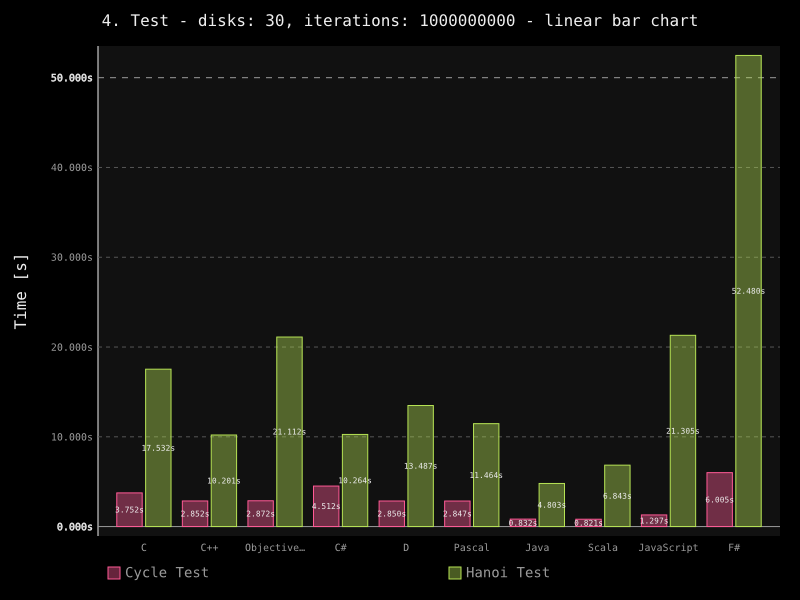 4. Test - disks: 30, iterations: 1000000000 - linear bar chart
Time [s]
50.000s
40.000s
30.000s
20.000s
10.000s
0.000s
3.752s
17.532s
2.852s
10.201s
2.872s
21.112s
4.512s
10.264s
2.850s
13.487s
2.847s
11.464s
0.832s
4.803s
0.821s
6.843s
1.297s
21.305s
6.005s
52.480s
C C++ Objective… C# D Pascal Java Scala JavaScript F#
Cycle Test Hanoi Test